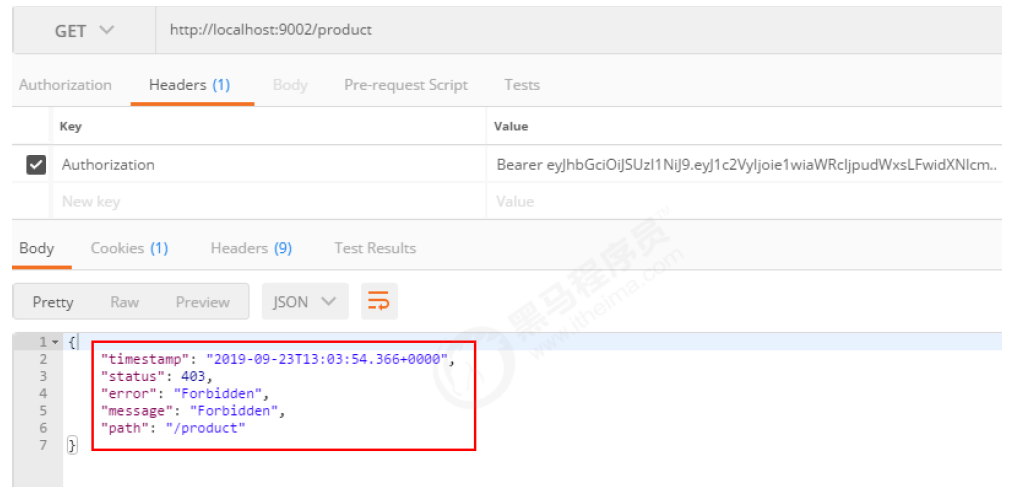 GET http://localhost:9002/product
Authorization Headers (1) Body Pre-request Script Tests
Key Value
Authorization Bearer eyJhbGciOiJSUzI1NiJ9.eyJ1c2VyIjoie1wiaWRcIjpudWxsLFwidXNlcm..
New key Value
Body Cookies (1) Headers (9) Test Results
Pretty Raw Preview JSON
1 {
2 "timestamp": "2019-09-23T13:03:54.366+0000",
3 "status": 403,
4 "error": "Forbidden",
5 "message": "Forbidden",
6 "path": "/product"
7 }
黑马程序员™
www.itheima.com